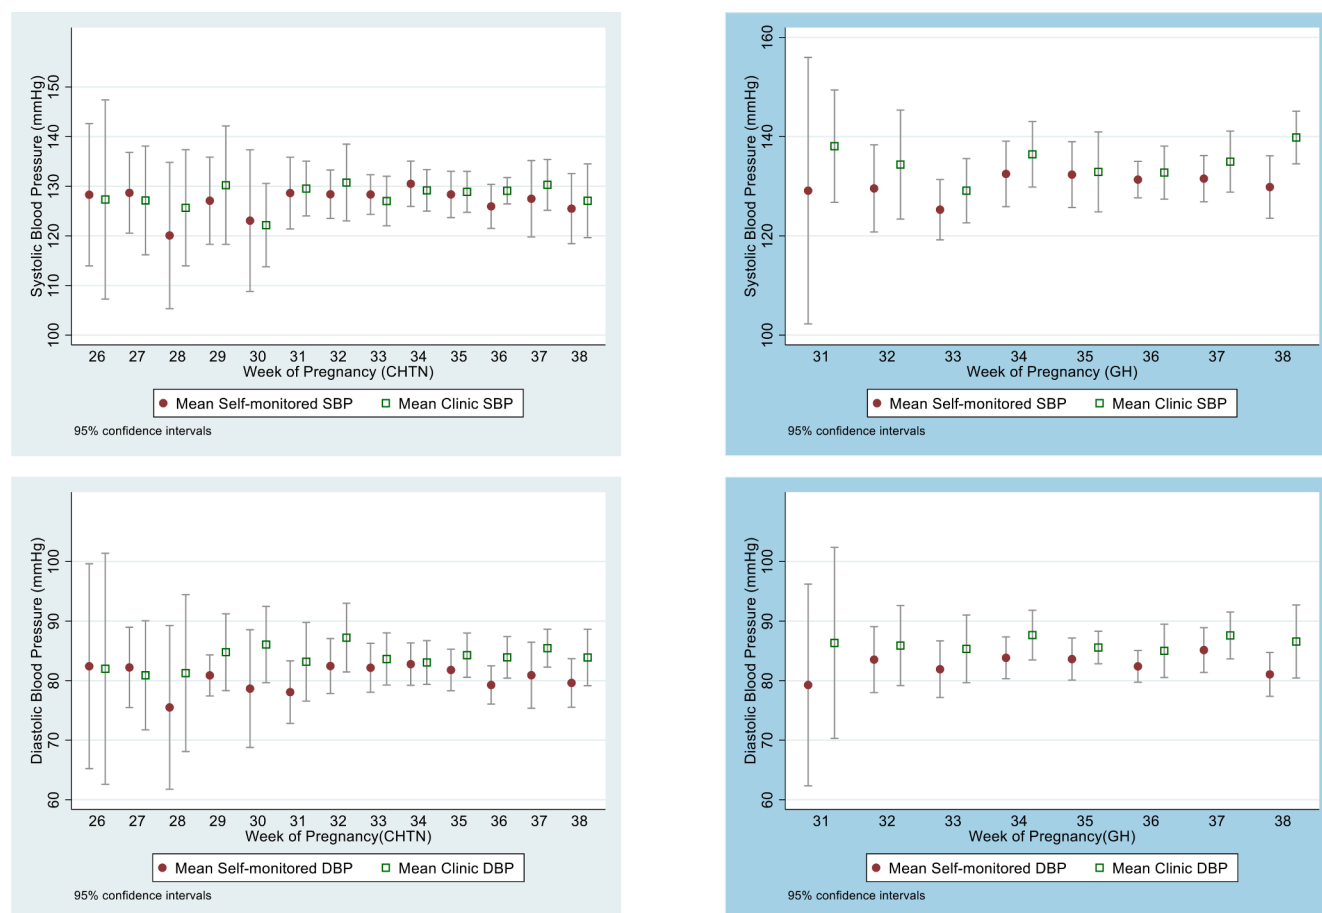 Systolic Blood Pressure (mmHg)
150
140
130
120
110
100
26 27 28 29 30 31 32 33 34 35 36 37 38
Week of Pregnancy (CHTN)
Mean Self-monitored SBP Mean Clinic SBP
95% confidence intervals
Systolic Blood Pressure (mmHg)
160
140
120
100
31 32 33 34 35 36 37 38
Week of Pregnancy (GH)
Mean Self-monitored SBP Mean Clinic SBP
95% confidence intervals
Diastolic Blood Pressure (mmHg)
100
90
80
70
60
26 27 28 29 30 31 32 33 34 35 36 37 38
Week of Pregnancy(CHTN)
Mean Self-monitored DBP Mean Clinic DBP
95% confidence intervals
Diastolic Blood Pressure (mmHg)
100
90
80
70
60
31 32 33 34 35 36 37 38
Week of Pregnancy(GH)
Mean Self-monitored DBP Mean Clinic DBP
95% confidence intervals